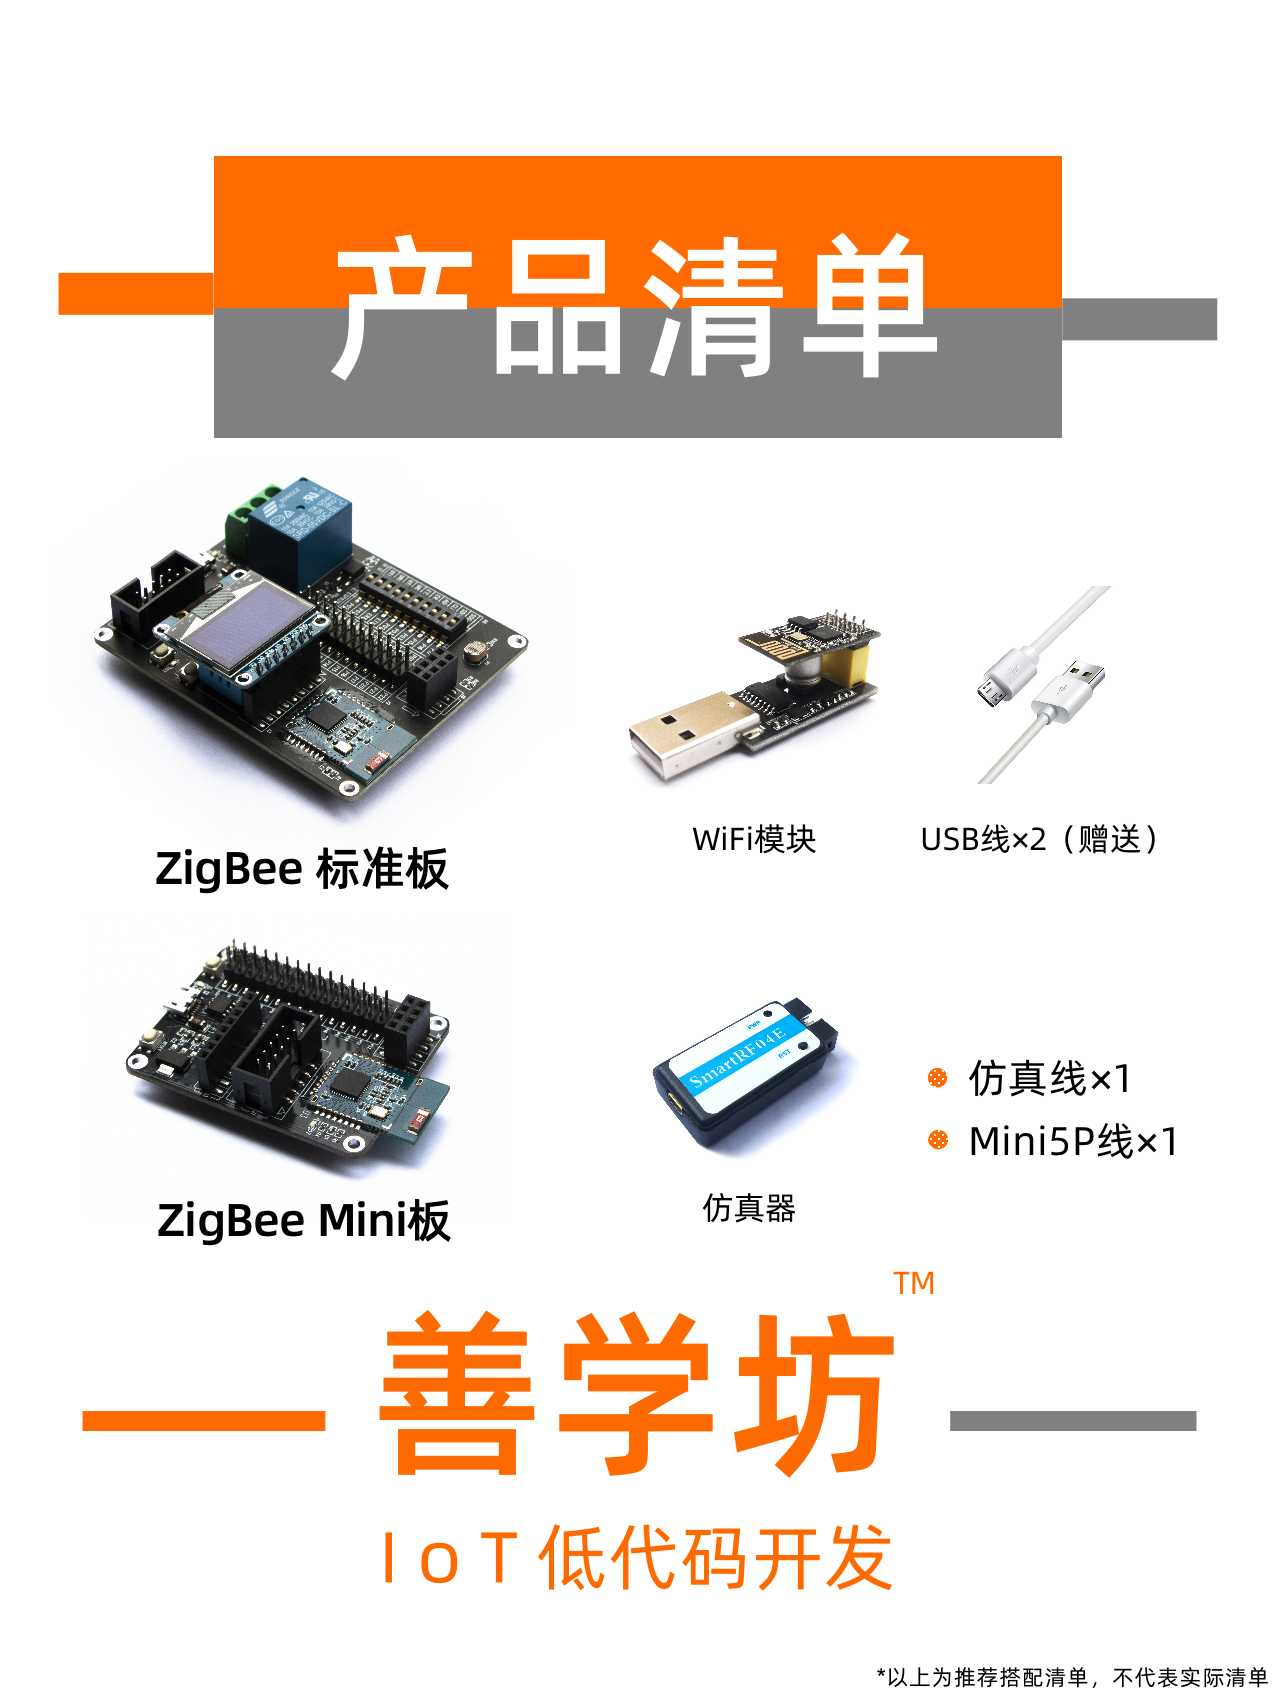 产品清单
ZigBee 标准板
WiFi模块
USB线×2（赠送）
ZigBee Mini板
SmartRF04E
PWR
RST
仿真器
仿真线×1
Mini5P线×1
善学坊
TM
IoT低代码开发
*以上为推荐搭配清单，不代表实际清单